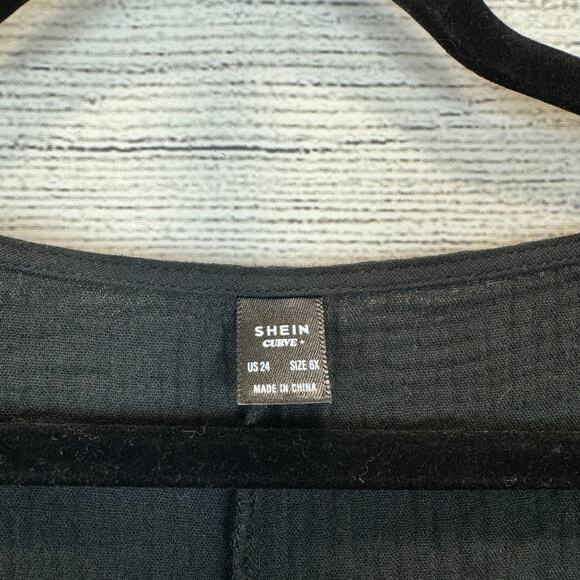 SHEIN
CURVE +
US 24 SIZE 6X
MADE IN CHINA